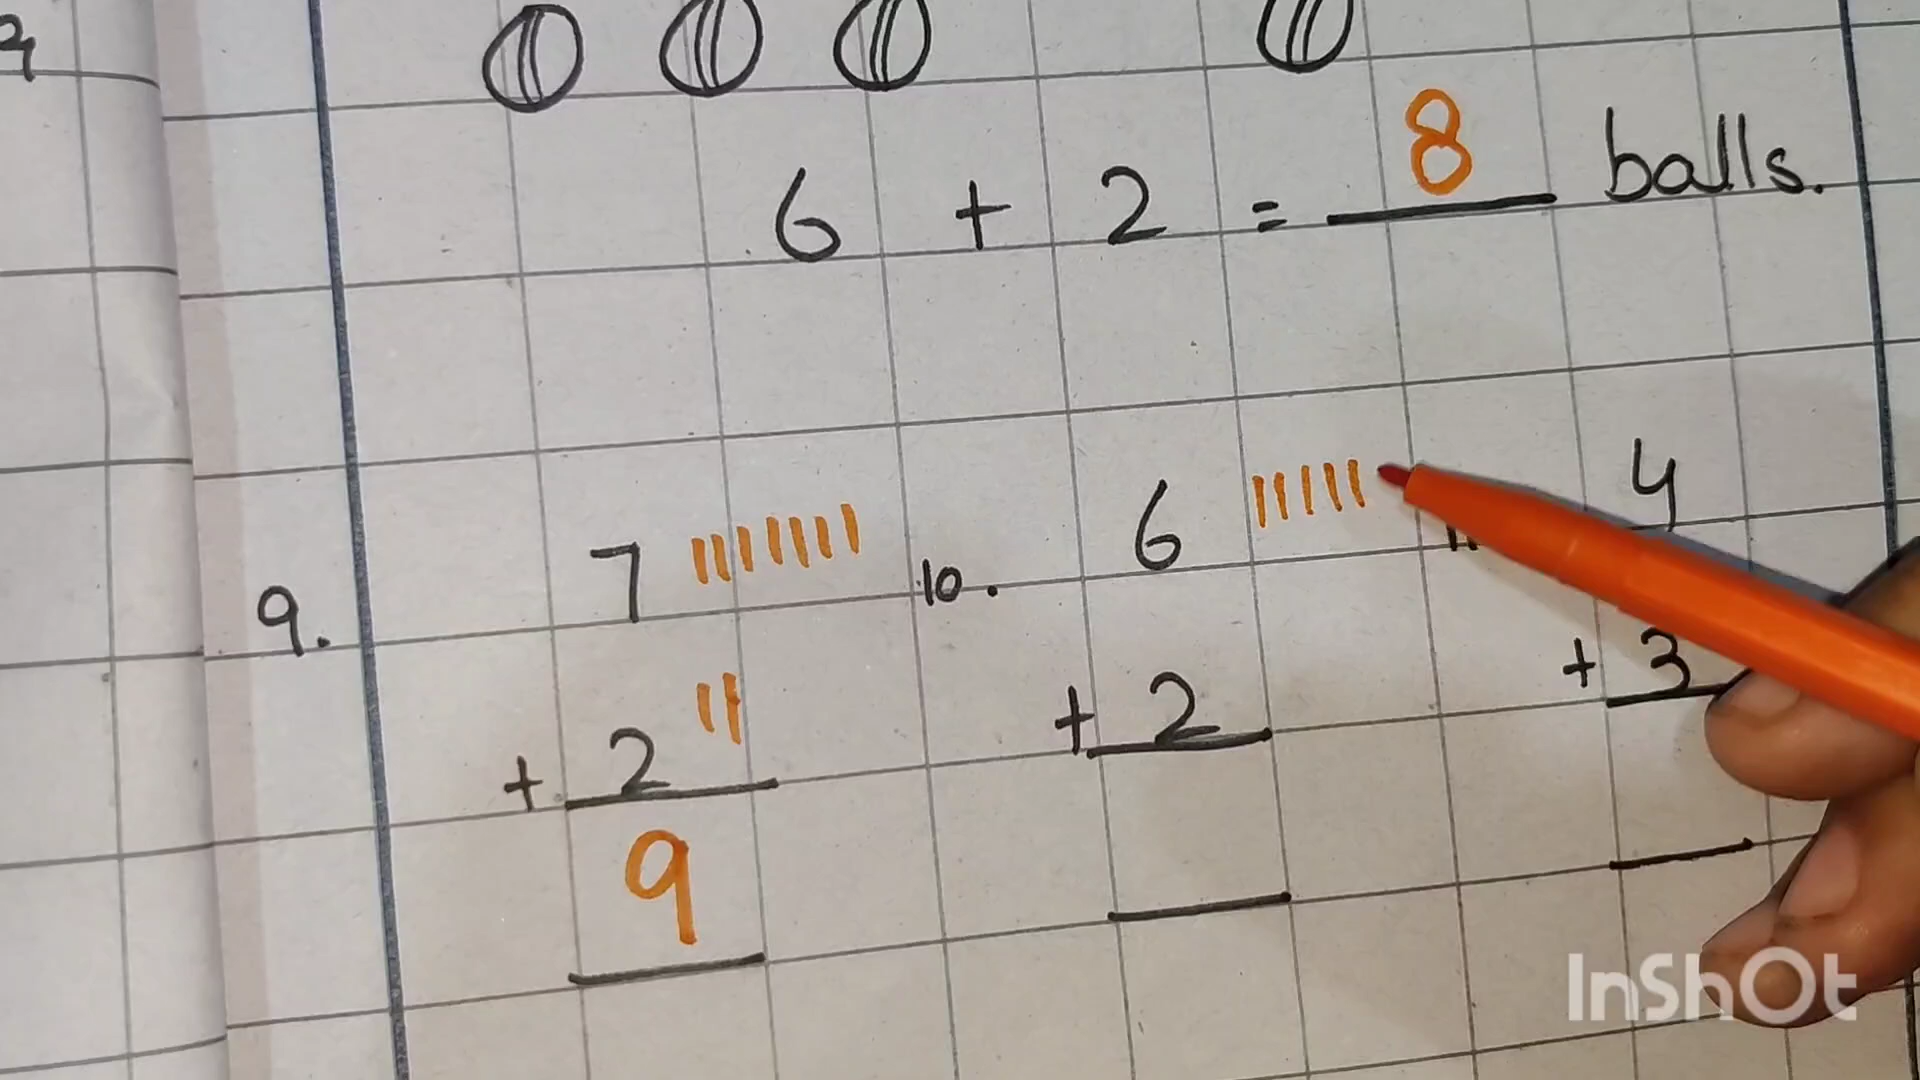 6 + 2 = 8 balls.
9. 7 10. 6 4
+ 2 + 2 + 3
9
InShOt